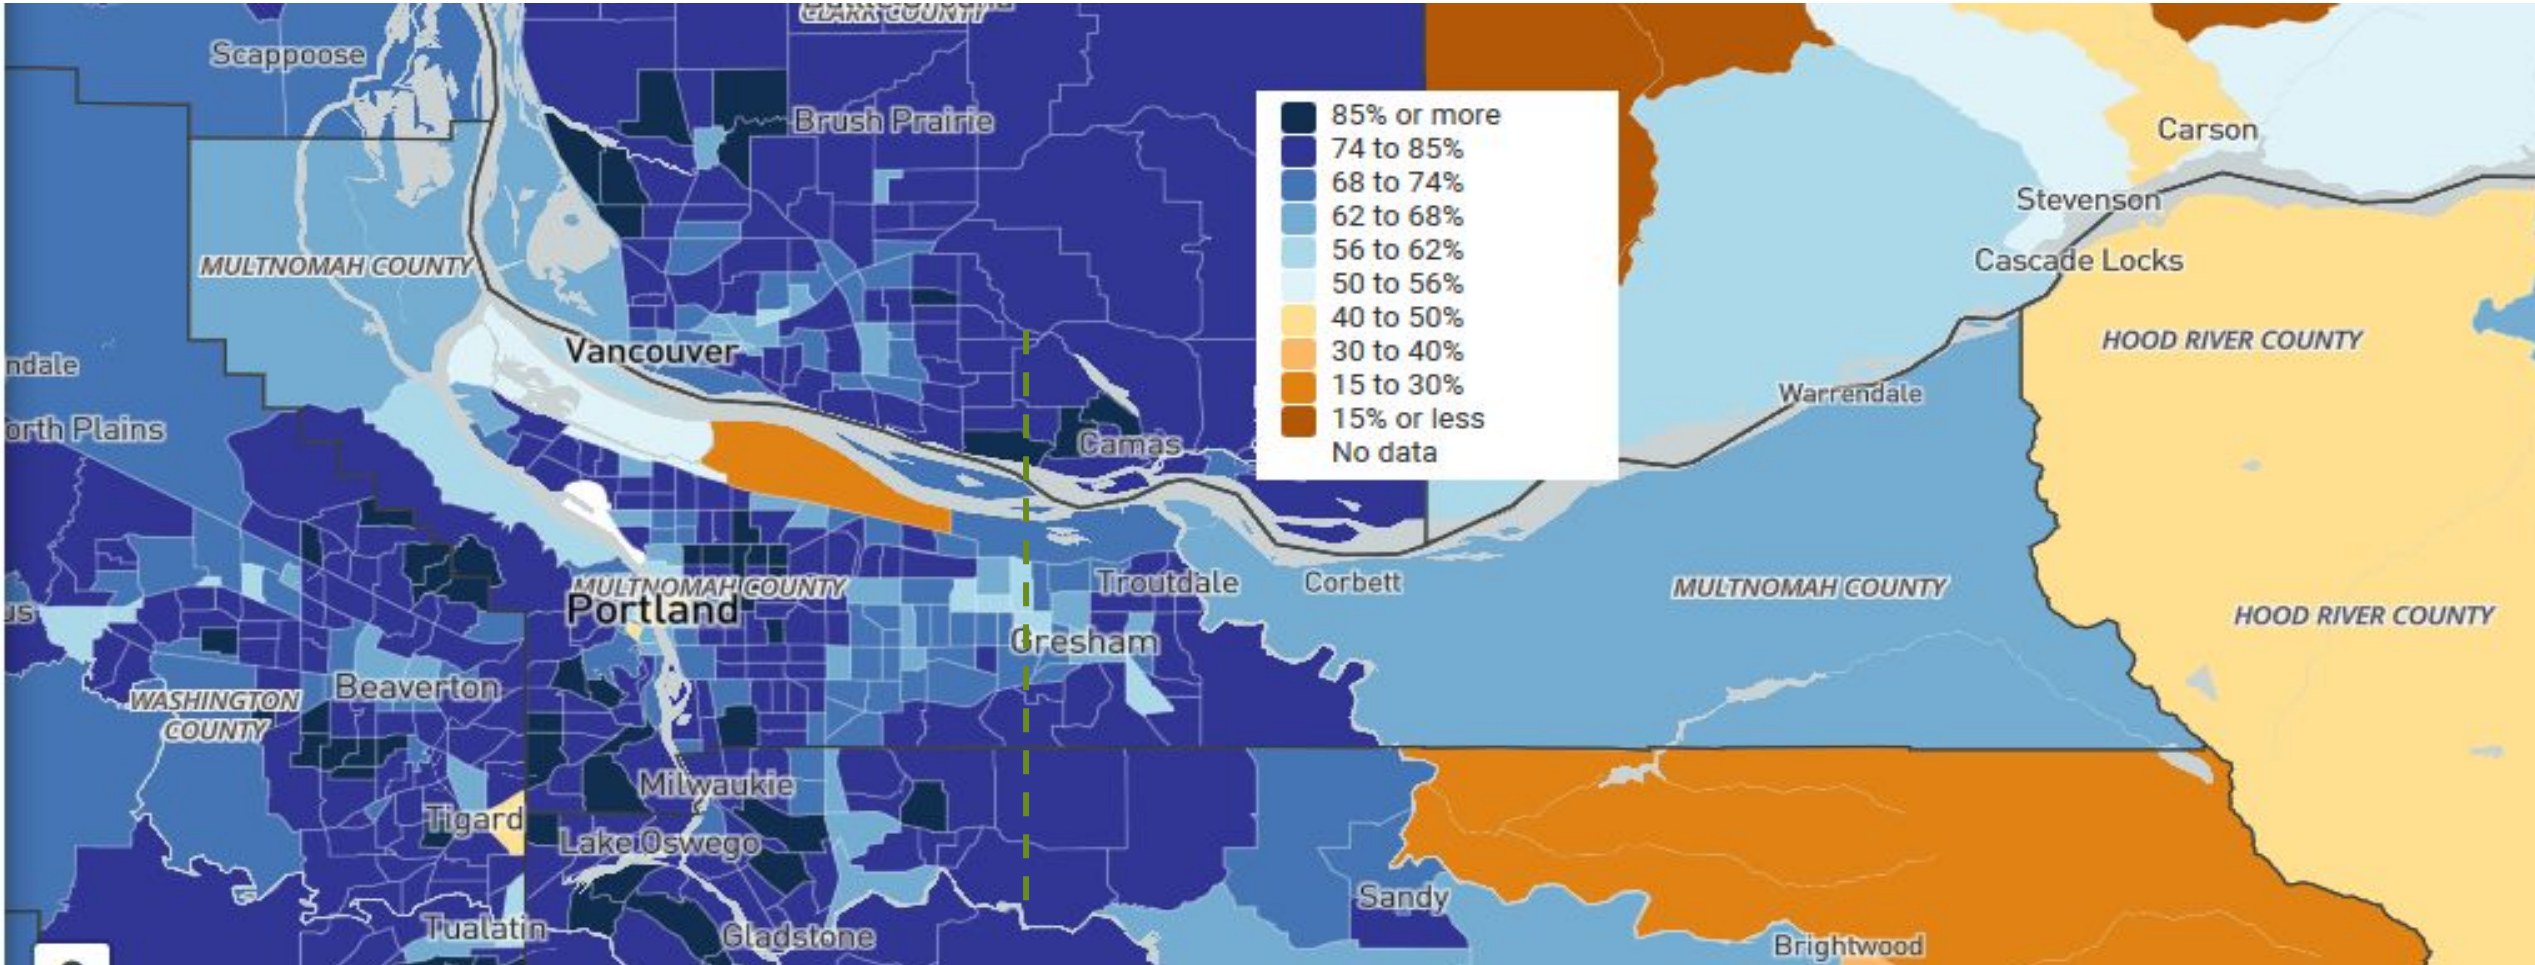 CLARK COUNTY
Scappoose
Brush Prairie
85% or more
74 to 85%
68 to 74%
62 to 68%
56 to 62%
50 to 56%
40 to 50%
30 to 40%
15 to 30%
15% or less
No data
Carson
Stevenson
Cascade Locks
MULTNOMAH COUNTY
HOOD RIVER COUNTY
Vancouver
ndale
Warrendale
orth Plains
Camas
MULTNOMAH COUNTY
Portland
Troutdale
Corbett
MULTNOMAH COUNTY
us
Gresham
HOOD RIVER COUNTY
Beaverton
WASHINGTON
COUNTY
Milwaukie
Tigard
Lake Oswego
Sandy
Tualatin
Gladstone
Brightwood